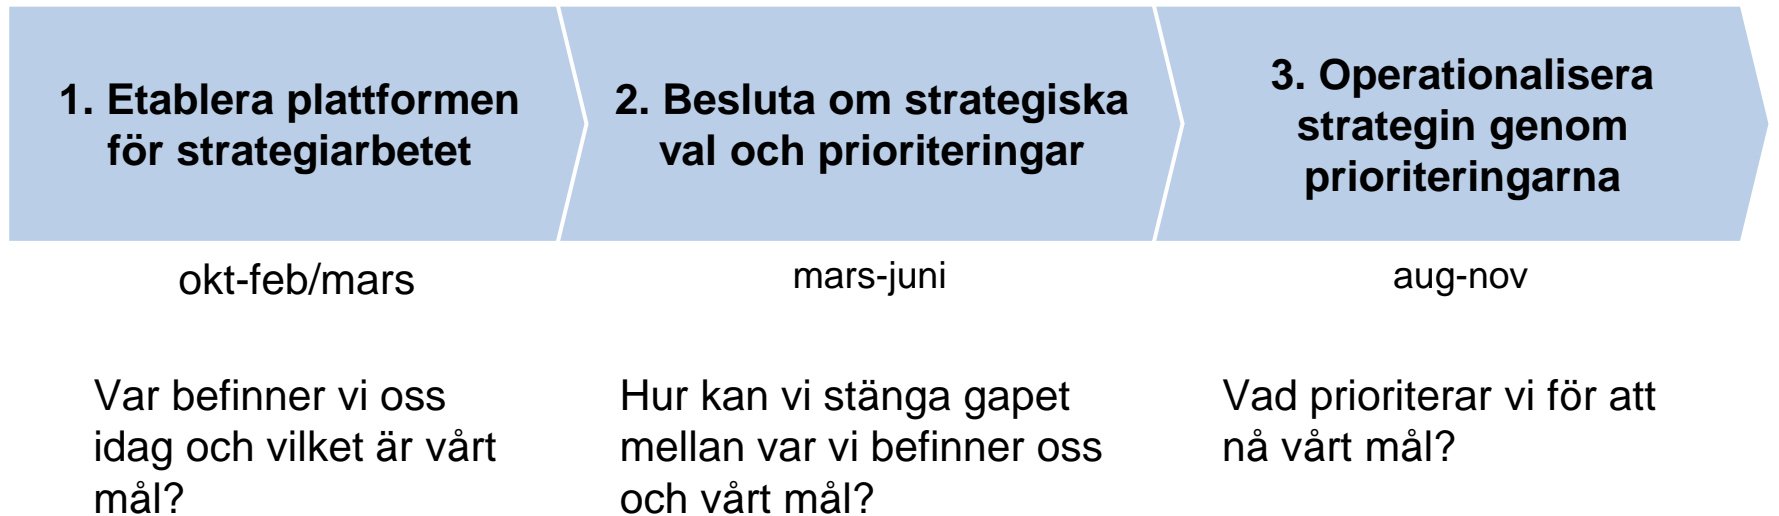 1. Etablera plattformen
för strategiarbetet
2. Besluta om strategiska
val och prioriteringar
3. Operationalisera
strategin genom
prioriteringarna
okt-feb/mars
mars-juni
aug-nov
Var befinner vi oss
idag och vilket är vårt
mål?
Hur kan vi stänga gapet
mellan var vi befinner oss
och vårt mål?
Vad prioriterar vi för att
nå vårt mål?